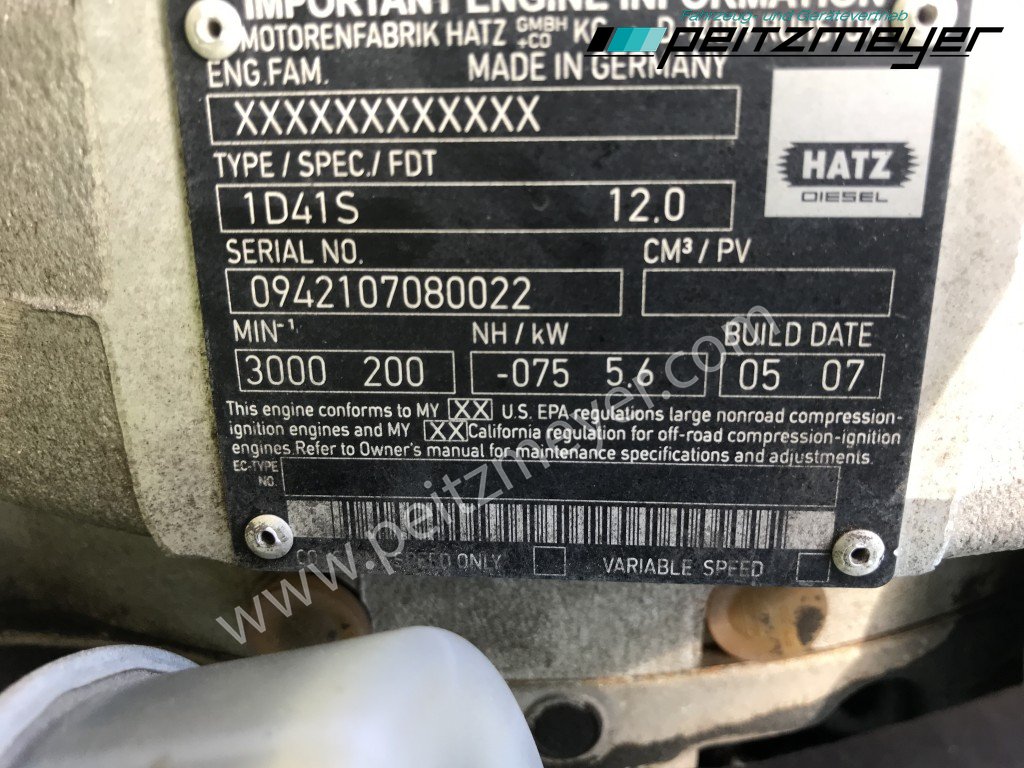 IMPORTANT ENGINE INFORMATION
Fahrzeug- und Gerätevertrieb
peitzmeyer
MOTORENFABRIK HATZ GMBH +CO KG
ENG.FAM. MADE IN GERMANY
XXXXXXXXXXXX
TYPE / SPEC./ FDT
HATZ
DIESEL
1D41S 12.0
SERIAL NO. CM³ / PV
0942107080022
MIN-¹ NH / kW BUILD DATE
3000 200 -075 5.6 05 07
This engine conforms to MY XX U.S. EPA regulations large nonroad compression-
ignition engines and MY XX California regulation for off-road compression-ignition
engines.Refer to Owner's manual for maintenance specifications and adjustments.
EC-TYPE
NO.
SPEED ONLY VARIABLE SPEED
www.peitzmeyer.com